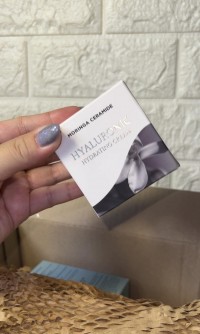 MORINGA CERAMIDE
HYALURONIC
HYDRATING CREAM